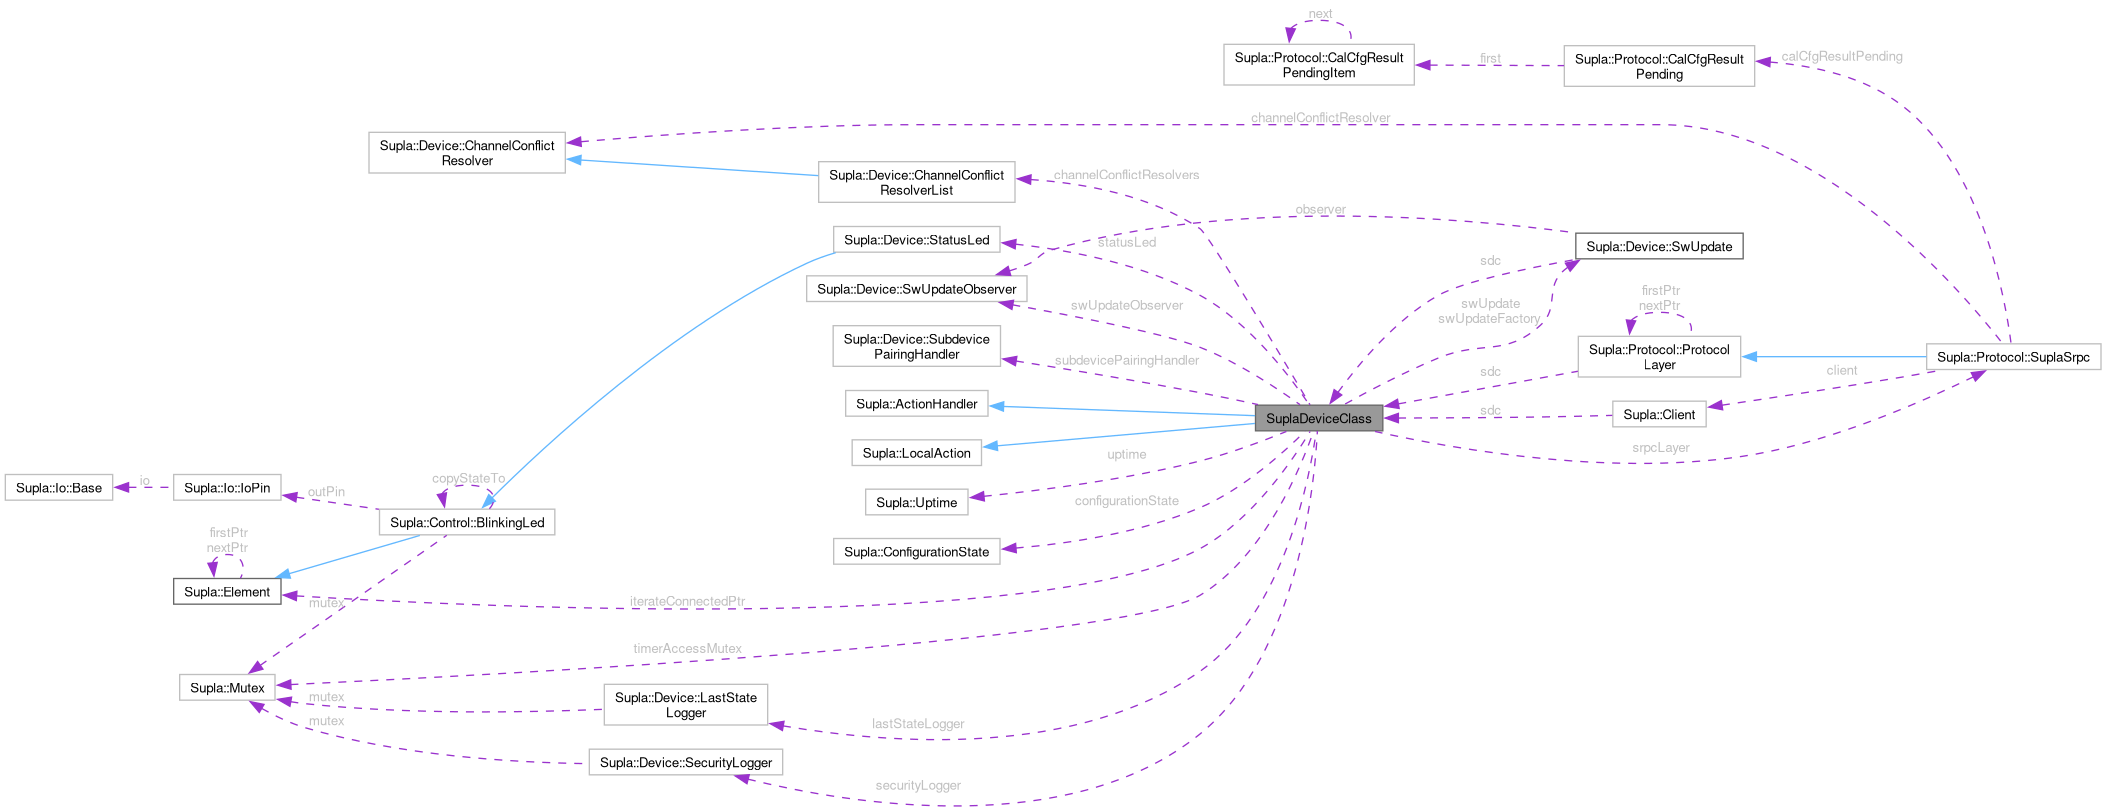 next
Supla::Protocol::CalCfgResult
PendingItem
first
Supla::Protocol::CalCfgResult
Pending
calCfgResultPending
channelConflictResolver
Supla::Device::ChannelConflict
Resolver
Supla::Device::ChannelConflict
ResolverList
channelConflictResolvers
observer
Supla::Device::StatusLed
statusLed
Supla::Device::SwUpdate
sdc
Supla::Device::SwUpdateObserver
swUpdateObserver
swUpdate
swUpdateFactory
firstPtr
nextPtr
Supla::Device::Subdevice
PairingHandler
subdevicePairingHandler
Supla::Protocol::Protocol
Layer
Supla::Protocol::SuplaSrpc
sdc
client
Supla::ActionHandler
SuplaDeviceClass
sdc
Supla::Client
Supla::LocalAction
uptime
srpcLayer
copyStateTo
Supla::Io::Base
io
Supla::Io::IoPin
outPin
Supla::Uptime
configurationState
Supla::Control::BlinkingLed
firstPtr
nextPtr
Supla::ConfigurationState
Supla::Element
mutex
iterateConnectedPtr
timerAccessMutex
Supla::Mutex
mutex
Supla::Device::LastState
Logger
mutex
lastStateLogger
Supla::Device::SecurityLogger
securityLogger